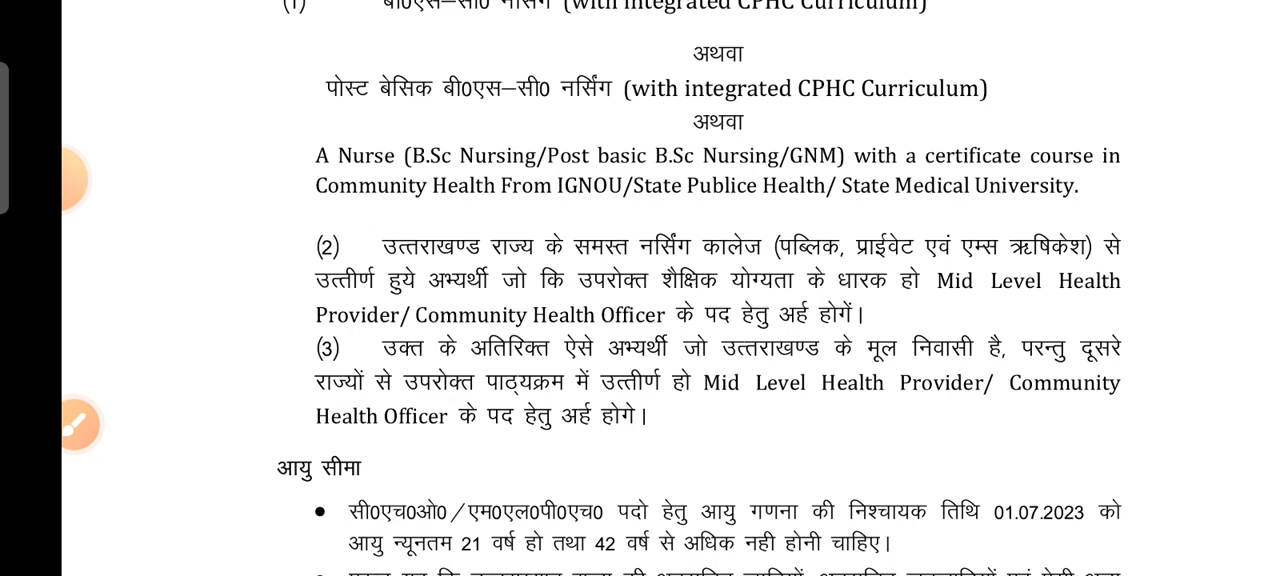 (1) बी0एस–सी0 नर्सिंग (with integrated CPHC Curriculum)
अथवा
पोस्ट बेसिक बी0एस–सी0 नर्सिंग (with integrated CPHC Curriculum)
अथवा
A Nurse (B.Sc Nursing/Post basic B.Sc Nursing/GNM) with a certificate course in
Community Health From IGNOU/State Publice Health/ State Medical University.
(2) उत्तराखण्ड राज्य के समस्त नर्सिंग कालेज (पब्लिक, प्राईवेट एवं एम्स ऋषिकेश) से
उत्तीर्ण हुये अभ्यर्थी जो कि उपरोक्त शैक्षिक योग्यता के धारक हो Mid Level Health
Provider/ Community Health Officer के पद हेतु अर्ह होगें।
(3) उक्त के अतिरिक्त ऐसे अभ्यर्थी जो उत्तराखण्ड के मूल निवासी है, परन्तु दूसरे
राज्यों से उपरोक्त पाठ्यक्रम में उत्तीर्ण हो Mid Level Health Provider/ Community
Health Officer के पद हेतु अर्ह होगे।
आयु सीमा
• सी0एच0ओ0/एम0एल0पी0एच0 पदो हेतु आयु गणना की निश्चायक तिथि 01.07.2023 को
आयु न्यूनतम 21 वर्ष हो तथा 42 वर्ष से अधिक नही होनी चाहिए।